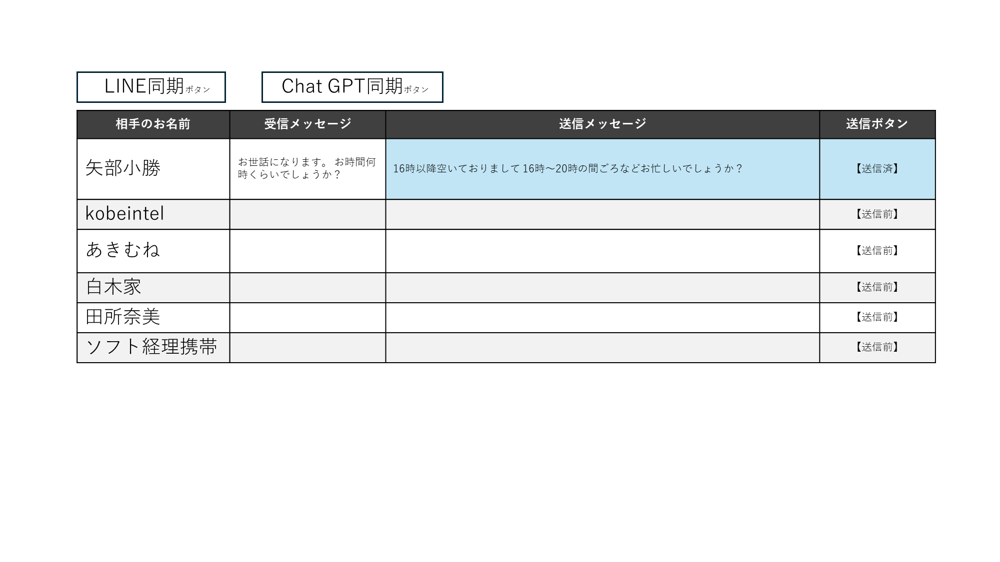 LINE同期ボタン
Chat GPT同期ボタン
相手のお名前 受信メッセージ 送信メッセージ 送信ボタン
矢部小勝
お世話になります。 お時間何
時くらいでしょうか？
16時以降空いておりまして 16時～20時の間ごろなどお忙しいでしょうか？
【送信済】
kobeintel 【送信前】
あきむね 【送信前】
白木家 【送信前】
田所奈美 【送信前】
ソフト経理携帯 【送信前】